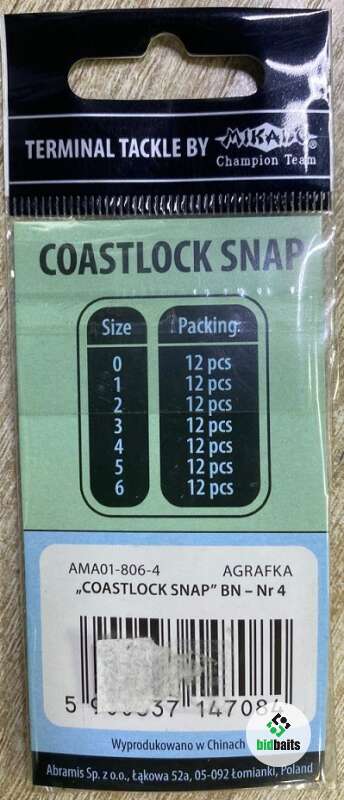 TERMINAL TACKLE BY MIKADO
Champion Team
COASTLOCK SNAP
Size Packing:
0 12 pcs
1 12 pcs
2 12 pcs
3 12 pcs
4 12 pcs
5 12 pcs
6 12 pcs
AMA01-806-4 AGRAFKA
„COASTLOCK SNAP” BN – Nr 4
147084
Wyprodukowano w Chinach
bidbaits
Abramis Sp. z o.o., Łąkowa 52a, 05-092 Łomianki, Poland